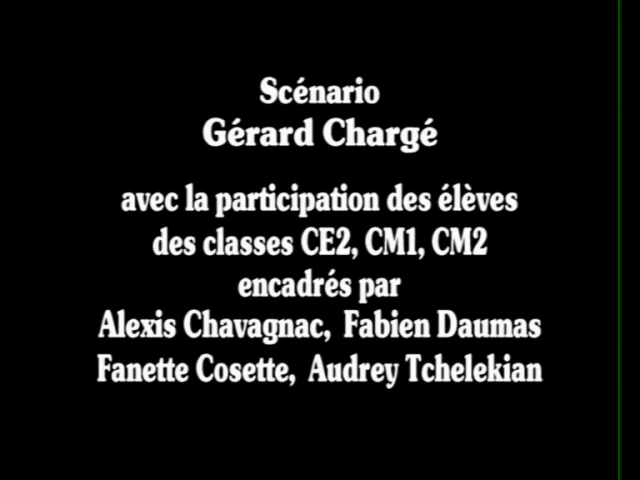 Scénario
Gérard Chargé
avec la participation des élèves
des classes CE2, CM1, CM2
encadrés par
Alexis Chavagnac, Fabien Daumas
Fanette Cosette, Audrey Tchelekian